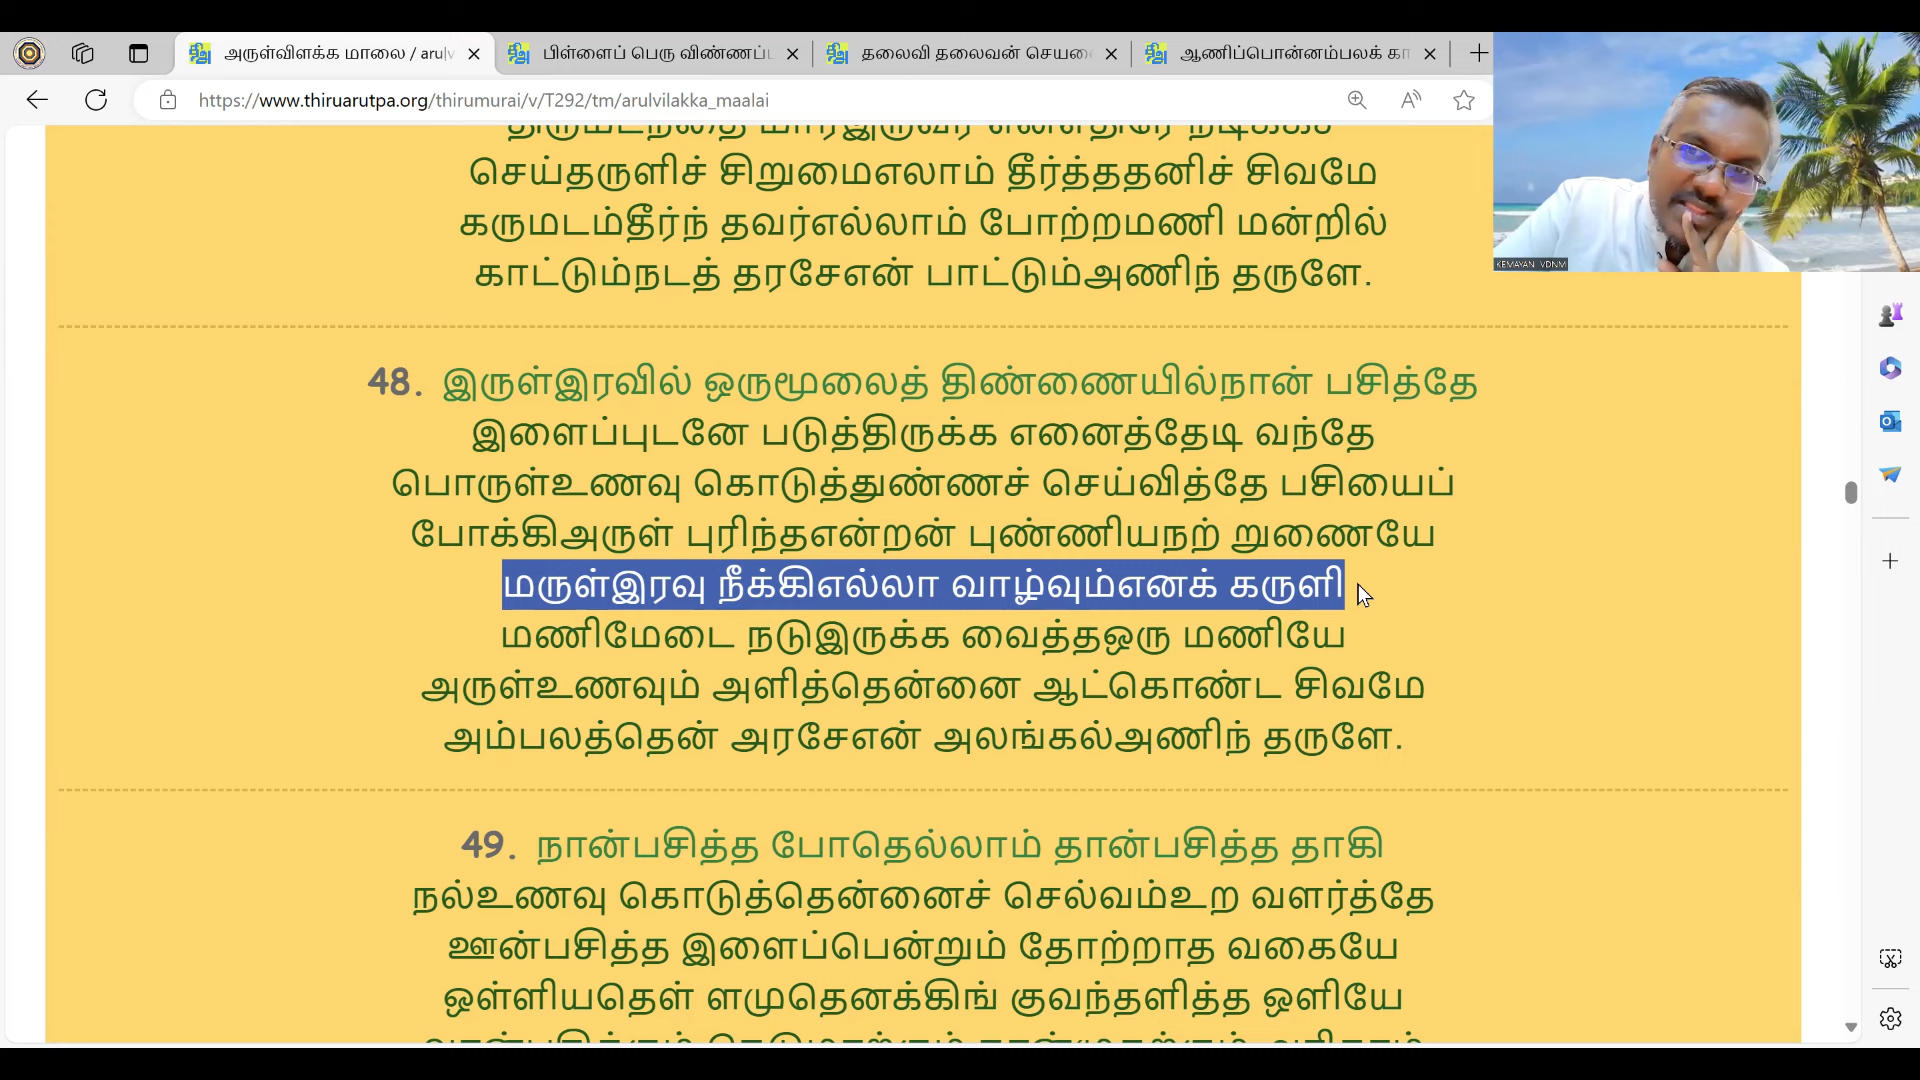 அருள்விளக்க மாலை / arulv
பிள்ளைப் பெரு விண்ணப்ப
தலைவி தலைவன் செயலை
ஆணிப்பொன்னம்பலக் கா
https://www.thiruarutpa.org/thirumurai/v/T292/tm/arulvilakka_maalai
KEMAYAN VDNM
செய்தருளிச் சிறுமைஎலாம் தீர்த்ததனிச் சிவமே
கருமடம்தீர்ந் தவர்எல்லாம் போற்றமணி மன்றில்
காட்டும்நடத் தரசேஎன் பாட்டும்அணிந் தருளே.
48. இருள்இரவில் ஒருமூலைத் திண்ணையில்நான் பசித்தே
இளைப்புடனே படுத்திருக்க எனைத்தேடி வந்தே
பொருள்உணவு கொடுத்துண்ணச் செய்வித்தே பசியைப்
போக்கிஅருள் புரிந்தஎன்றன் புண்ணியநற் றுணையே
மருள்இரவு நீக்கிஎல்லா வாழ்வும்எனக் கருளி
மணிமேடை நடுஇருக்க வைத்தஒரு மணியே
அருள்உணவும் அளித்தென்னை ஆட்கொண்ட சிவமே
அம்பலத்தென் அரசேஎன் அலங்கல்அணிந் தருளே.
49. நான்பசித்த போதெல்லாம் தான்பசித்த தாகி
நல்உணவு கொடுத்தென்னைச் செல்வம்உற வளர்த்தே
ஊன்பசித்த இளைப்பென்றும் தோற்றாத வகையே
ஒள்ளியதெள் ளமுதெனக்கிங் குவந்தளித்த ஒளியே